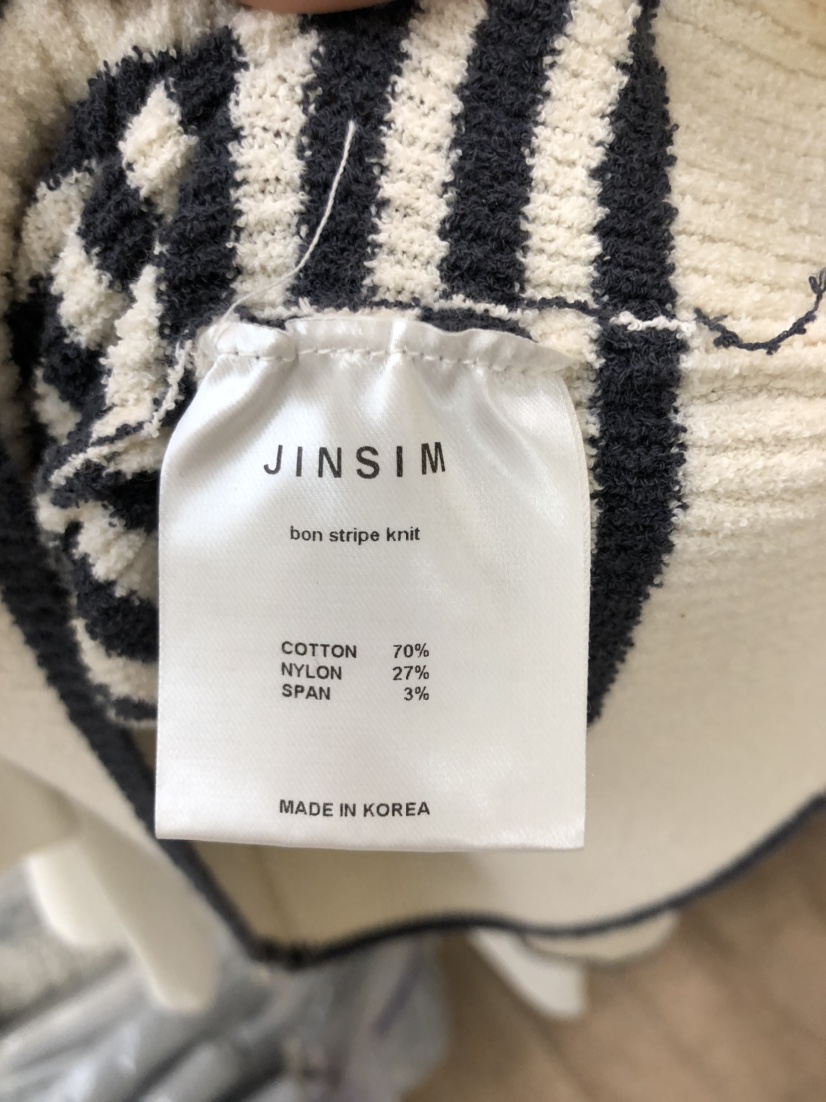 JINSIM
bon stripe knit
COTTON 70%
NYLON 27%
SPAN 3%
MADE IN KOREA